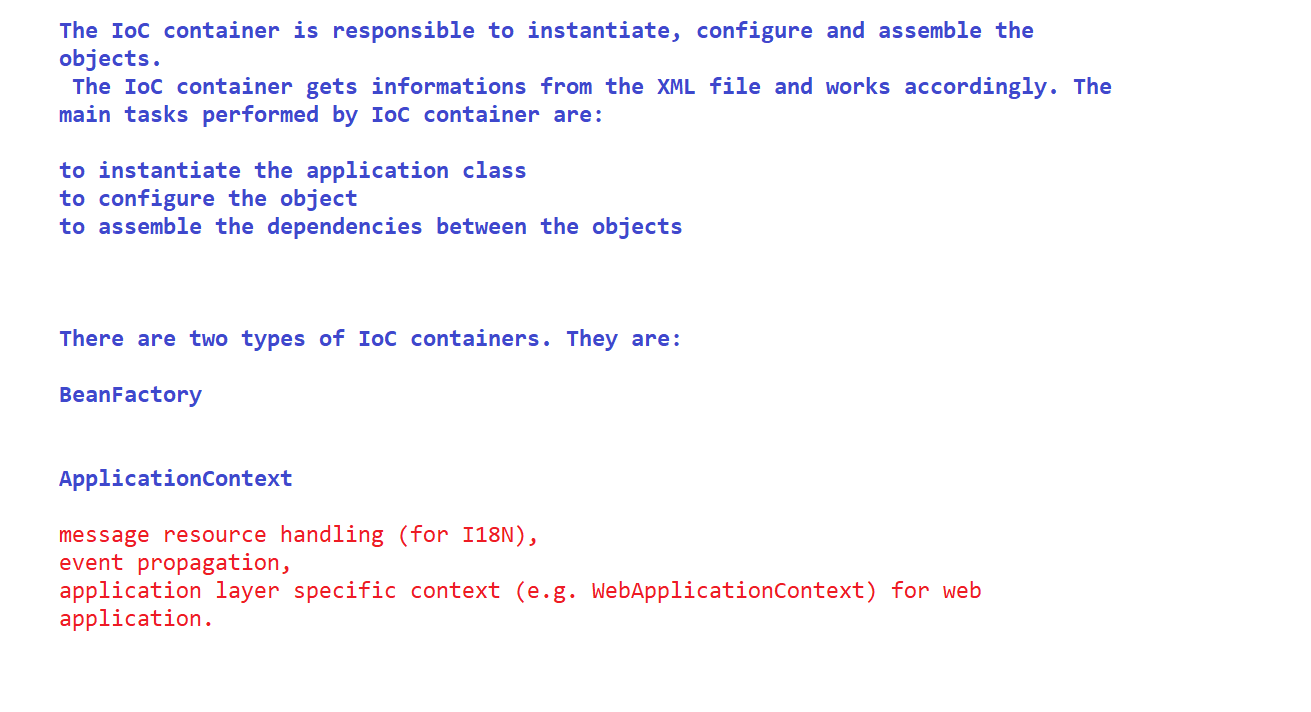 The IoC container is responsible to instantiate, configure and assemble the
objects.
The IoC container gets informations from the XML file and works accordingly. The
main tasks performed by IoC container are:
to instantiate the application class
to configure the object
to assemble the dependencies between the objects
There are two types of IoC containers. They are:
BeanFactory
ApplicationContext
message resource handling (for I18N),
event propagation,
application layer specific context (e.g. WebApplicationContext) for web
application.